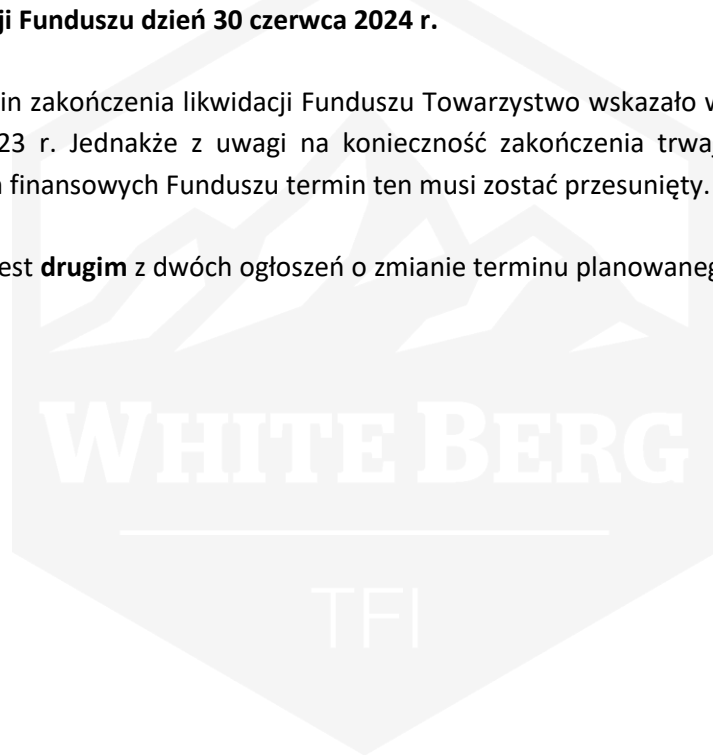 ji Funduszu dzień 30 czerwca 2024 r.
in zakończenia likwidacji Funduszu Towarzystwo wskazało w
23 r. Jednakże z uwagi na konieczność zakończenia trwaj
finansowych Funduszu termin ten musi zostać przesunięty.
est drugim z dwóch ogłoszeń o zmianie terminu planowaneg
WHITE BERG
TFI